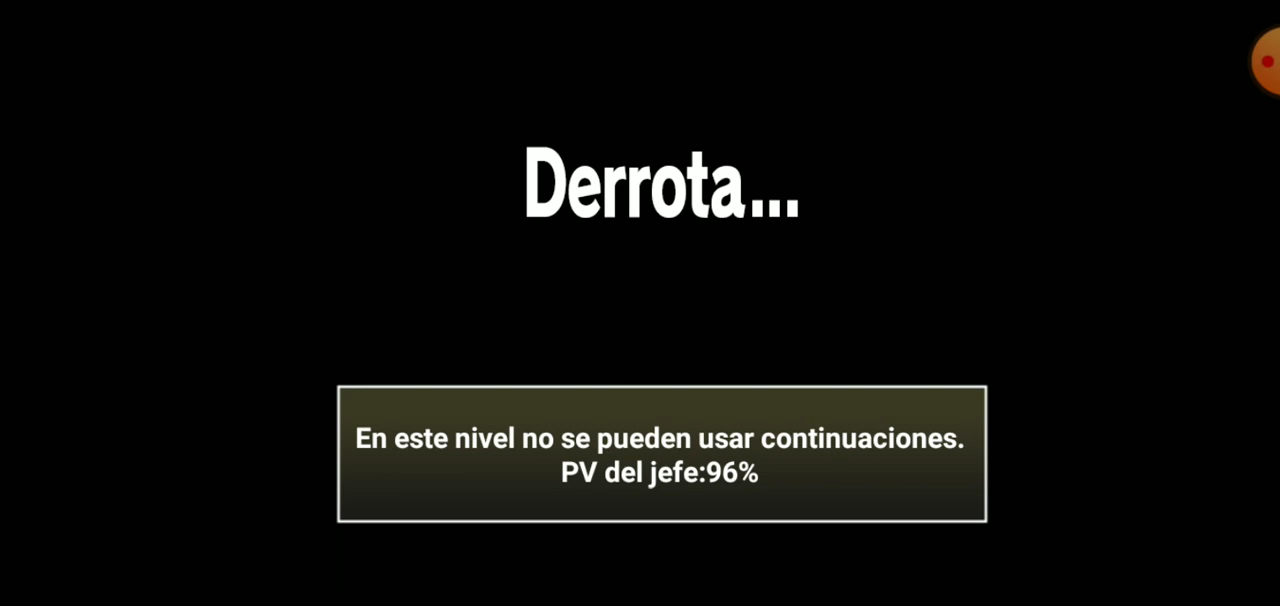 Derrota...
En este nivel no se pueden usar continuaciones.
PV del jefe:96%